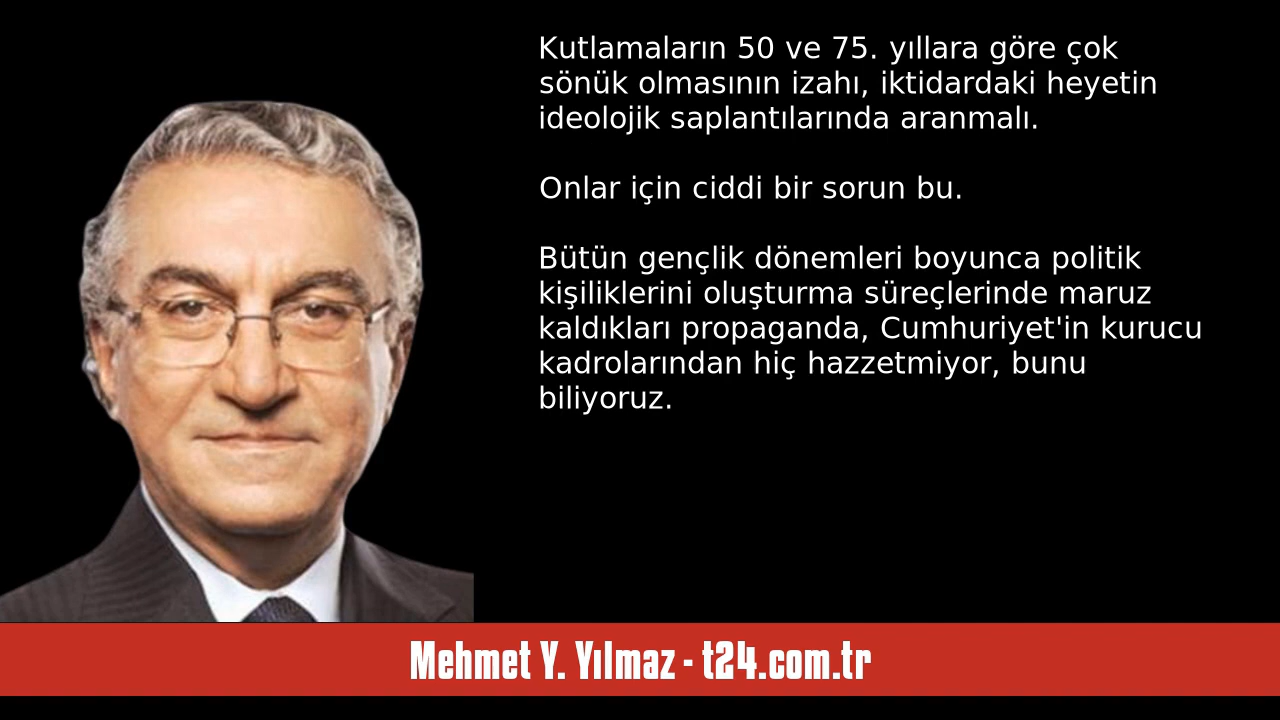 Kutlamaların 50 ve 75. yıllara göre çok
sönük olmasının izahı, iktidardaki heyetin
ideolojik saplantılarında aranmalı.
Onlar için ciddi bir sorun bu.
Bütün gençlik dönemleri boyunca politik
kişiliklerini oluşturma süreçlerinde maruz
kaldıkları propaganda, Cumhuriyet'in kurucu
kadrolarından hiç hazzetmiyor, bunu
biliyoruz.
Mehmet Y. Yılmaz - t24.com.tr